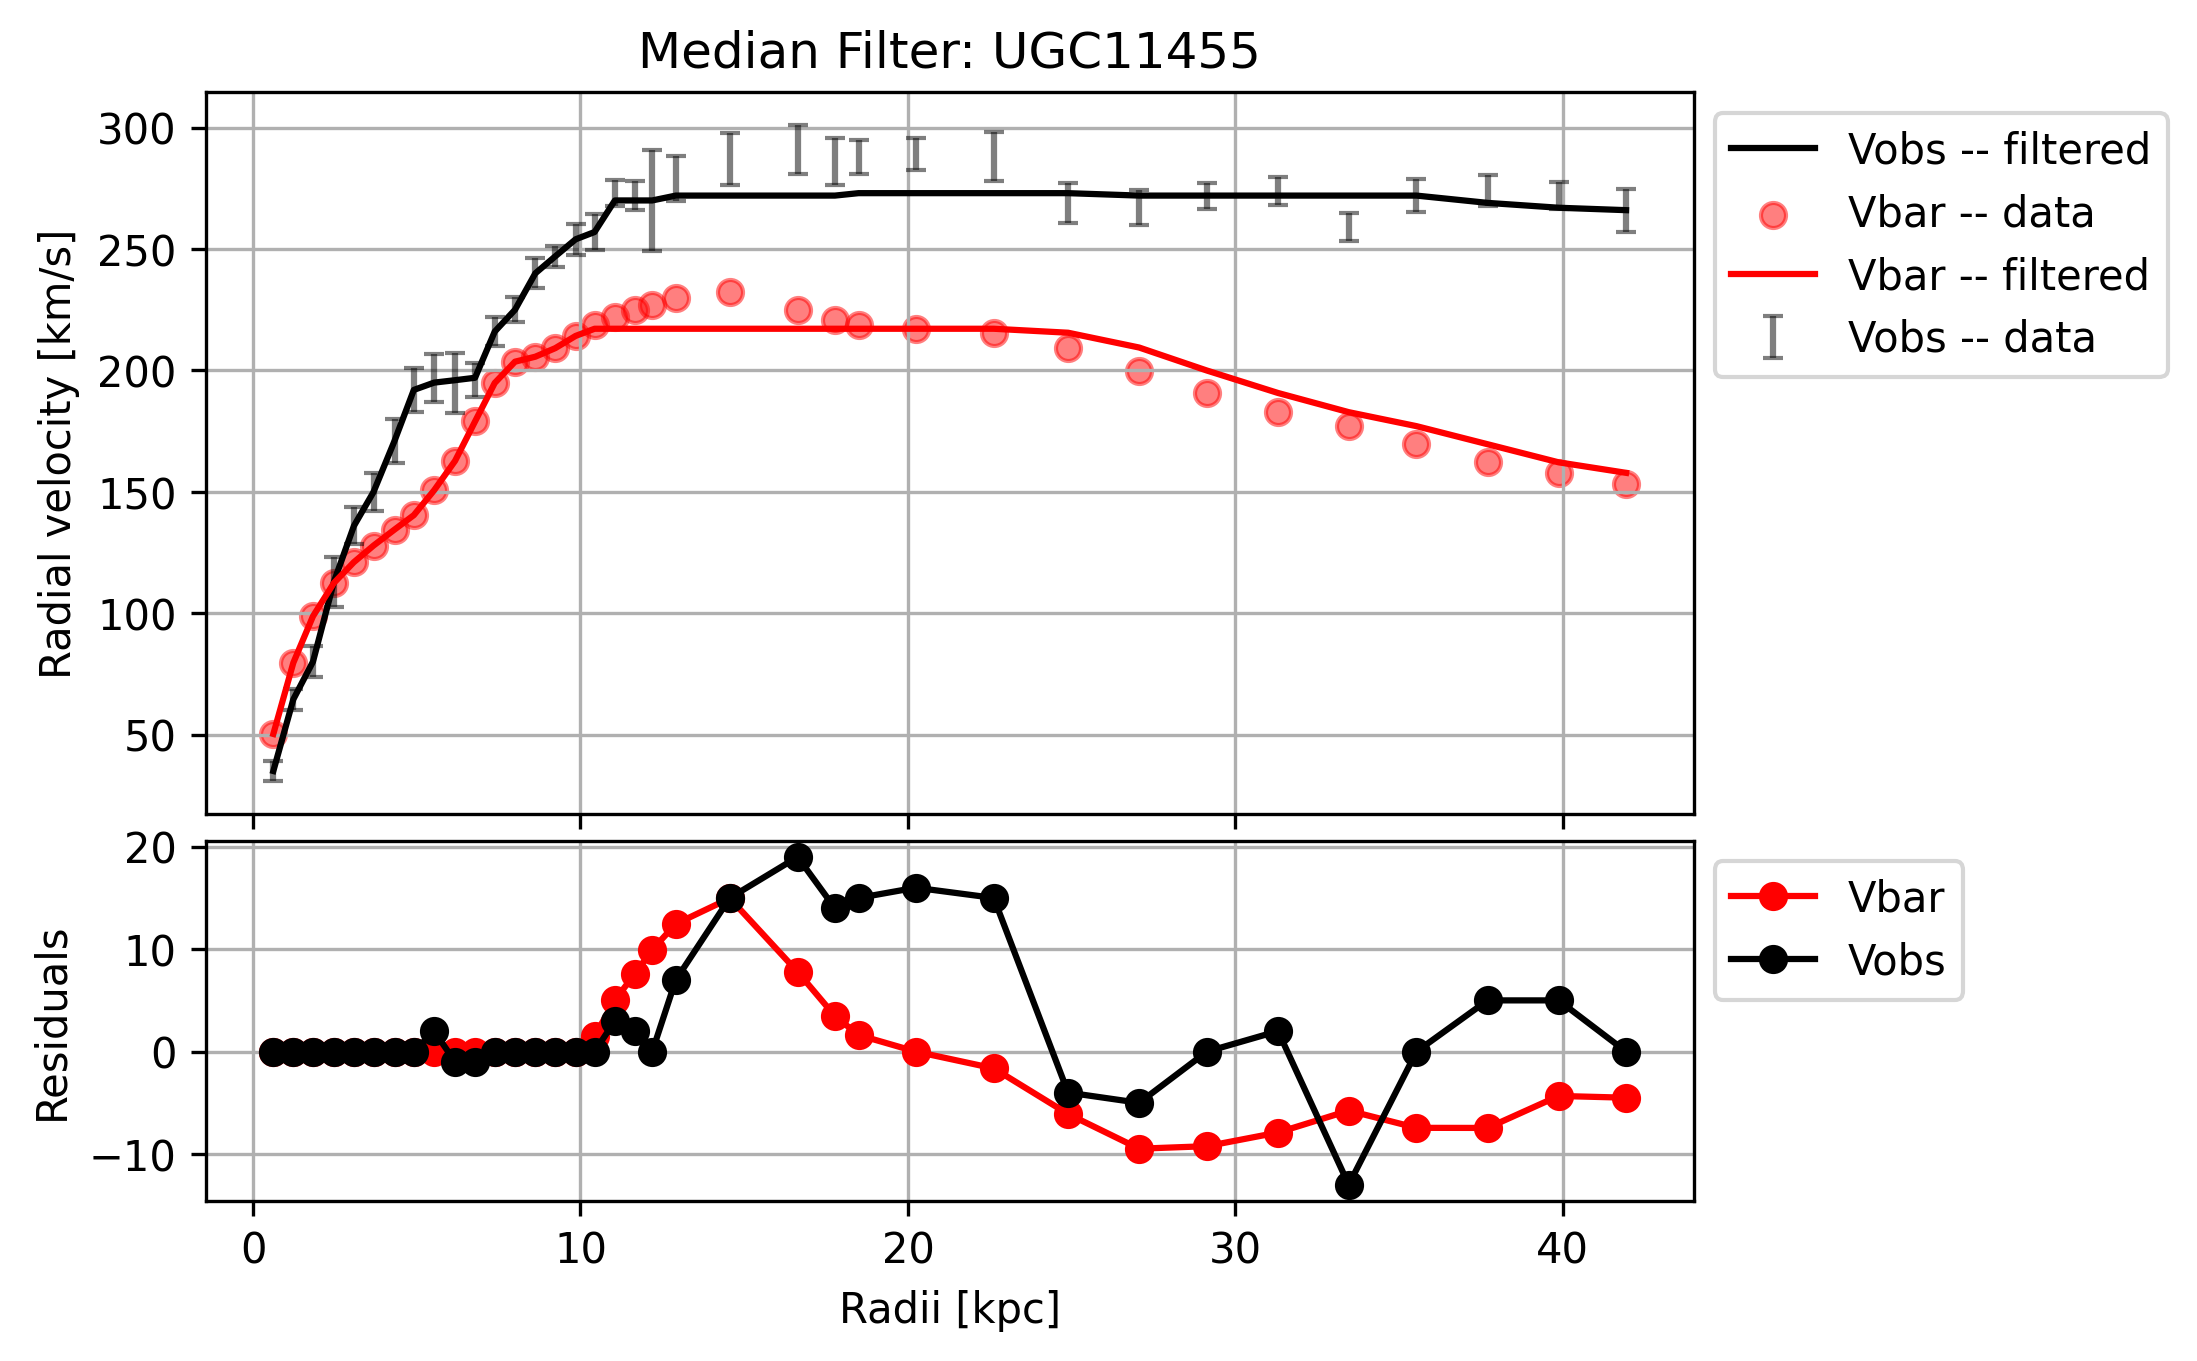 Median Filter: UGC11455
300
250
200
150
100
50
Radial velocity [km/s]
Vobs -- filtered
Vbar -- data
Vbar -- filtered
Vobs -- data
20
10
0
−10
Residuals
Vbar
Vobs
0 10 20 30 40
Radii [kpc]